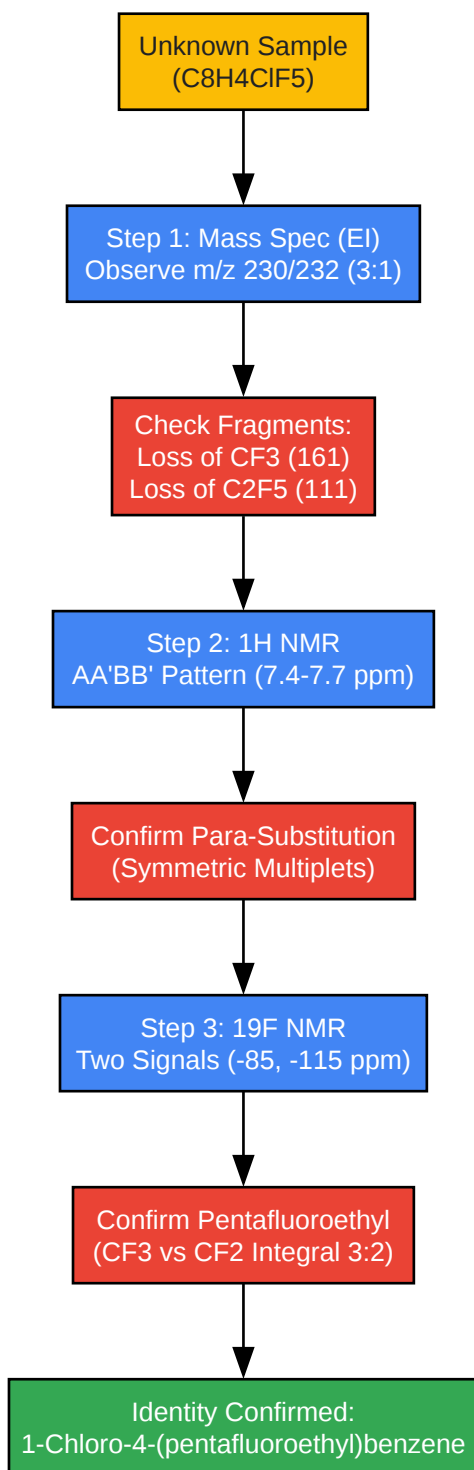 Unknown Sample
(C8H4ClF5)
Step 1: Mass Spec (EI)
Observe m/z 230/232 (3:1)
Check Fragments:
Loss of CF3 (161)
Loss of C2F5 (111)
Step 2: 1H NMR
AA'BB' Pattern (7.4-7.7 ppm)
Confirm Para-Substitution
(Symmetric Multiplets)
Step 3: 19F NMR
Two Signals (-85, -115 ppm)
Confirm Pentafluoroethyl
(CF3 vs CF2 Integral 3:2)
Identity Confirmed:
1-Chloro-4-(pentafluoroethyl)benzene